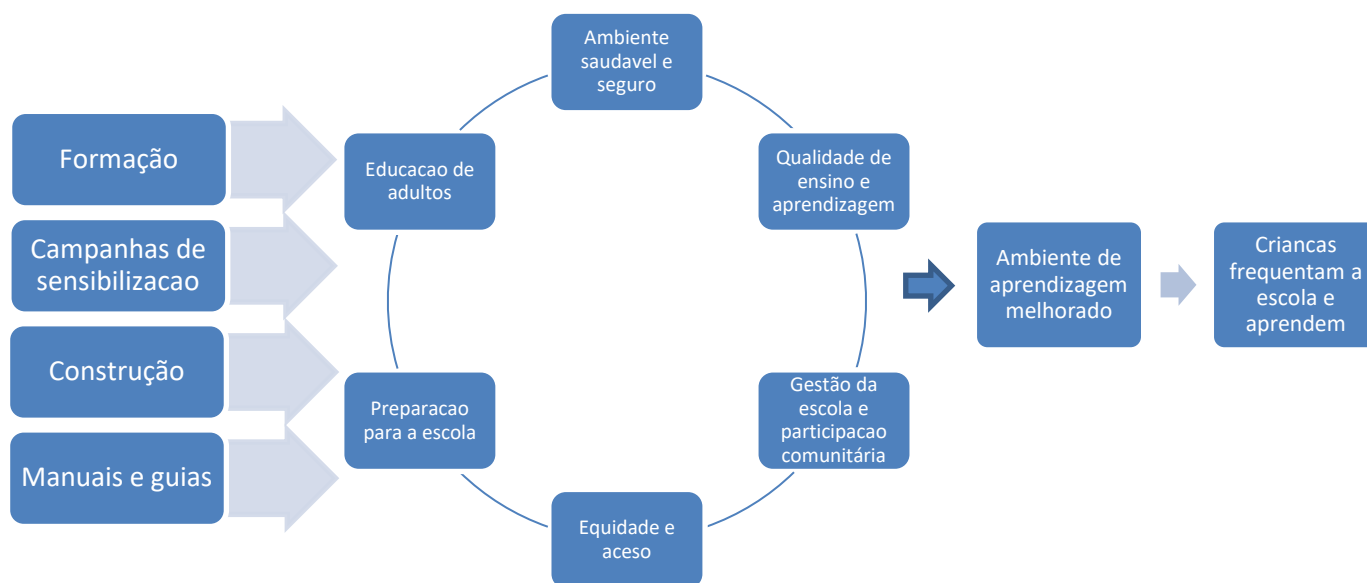 Formação
Campanhas de
sensibilizacao
Construção
Manuais e guias
Ambiente
saudavel e
seguro
Educacao de
adultos
Qualidade de
ensino e
aprendizagem
Preparacao
para a escola
Gestão da
escola e
participacao
comunitária
Equidade e
aceso
Ambiente de
aprendizagem
melhorado
Criancas
frequentam a
escola e
aprendem